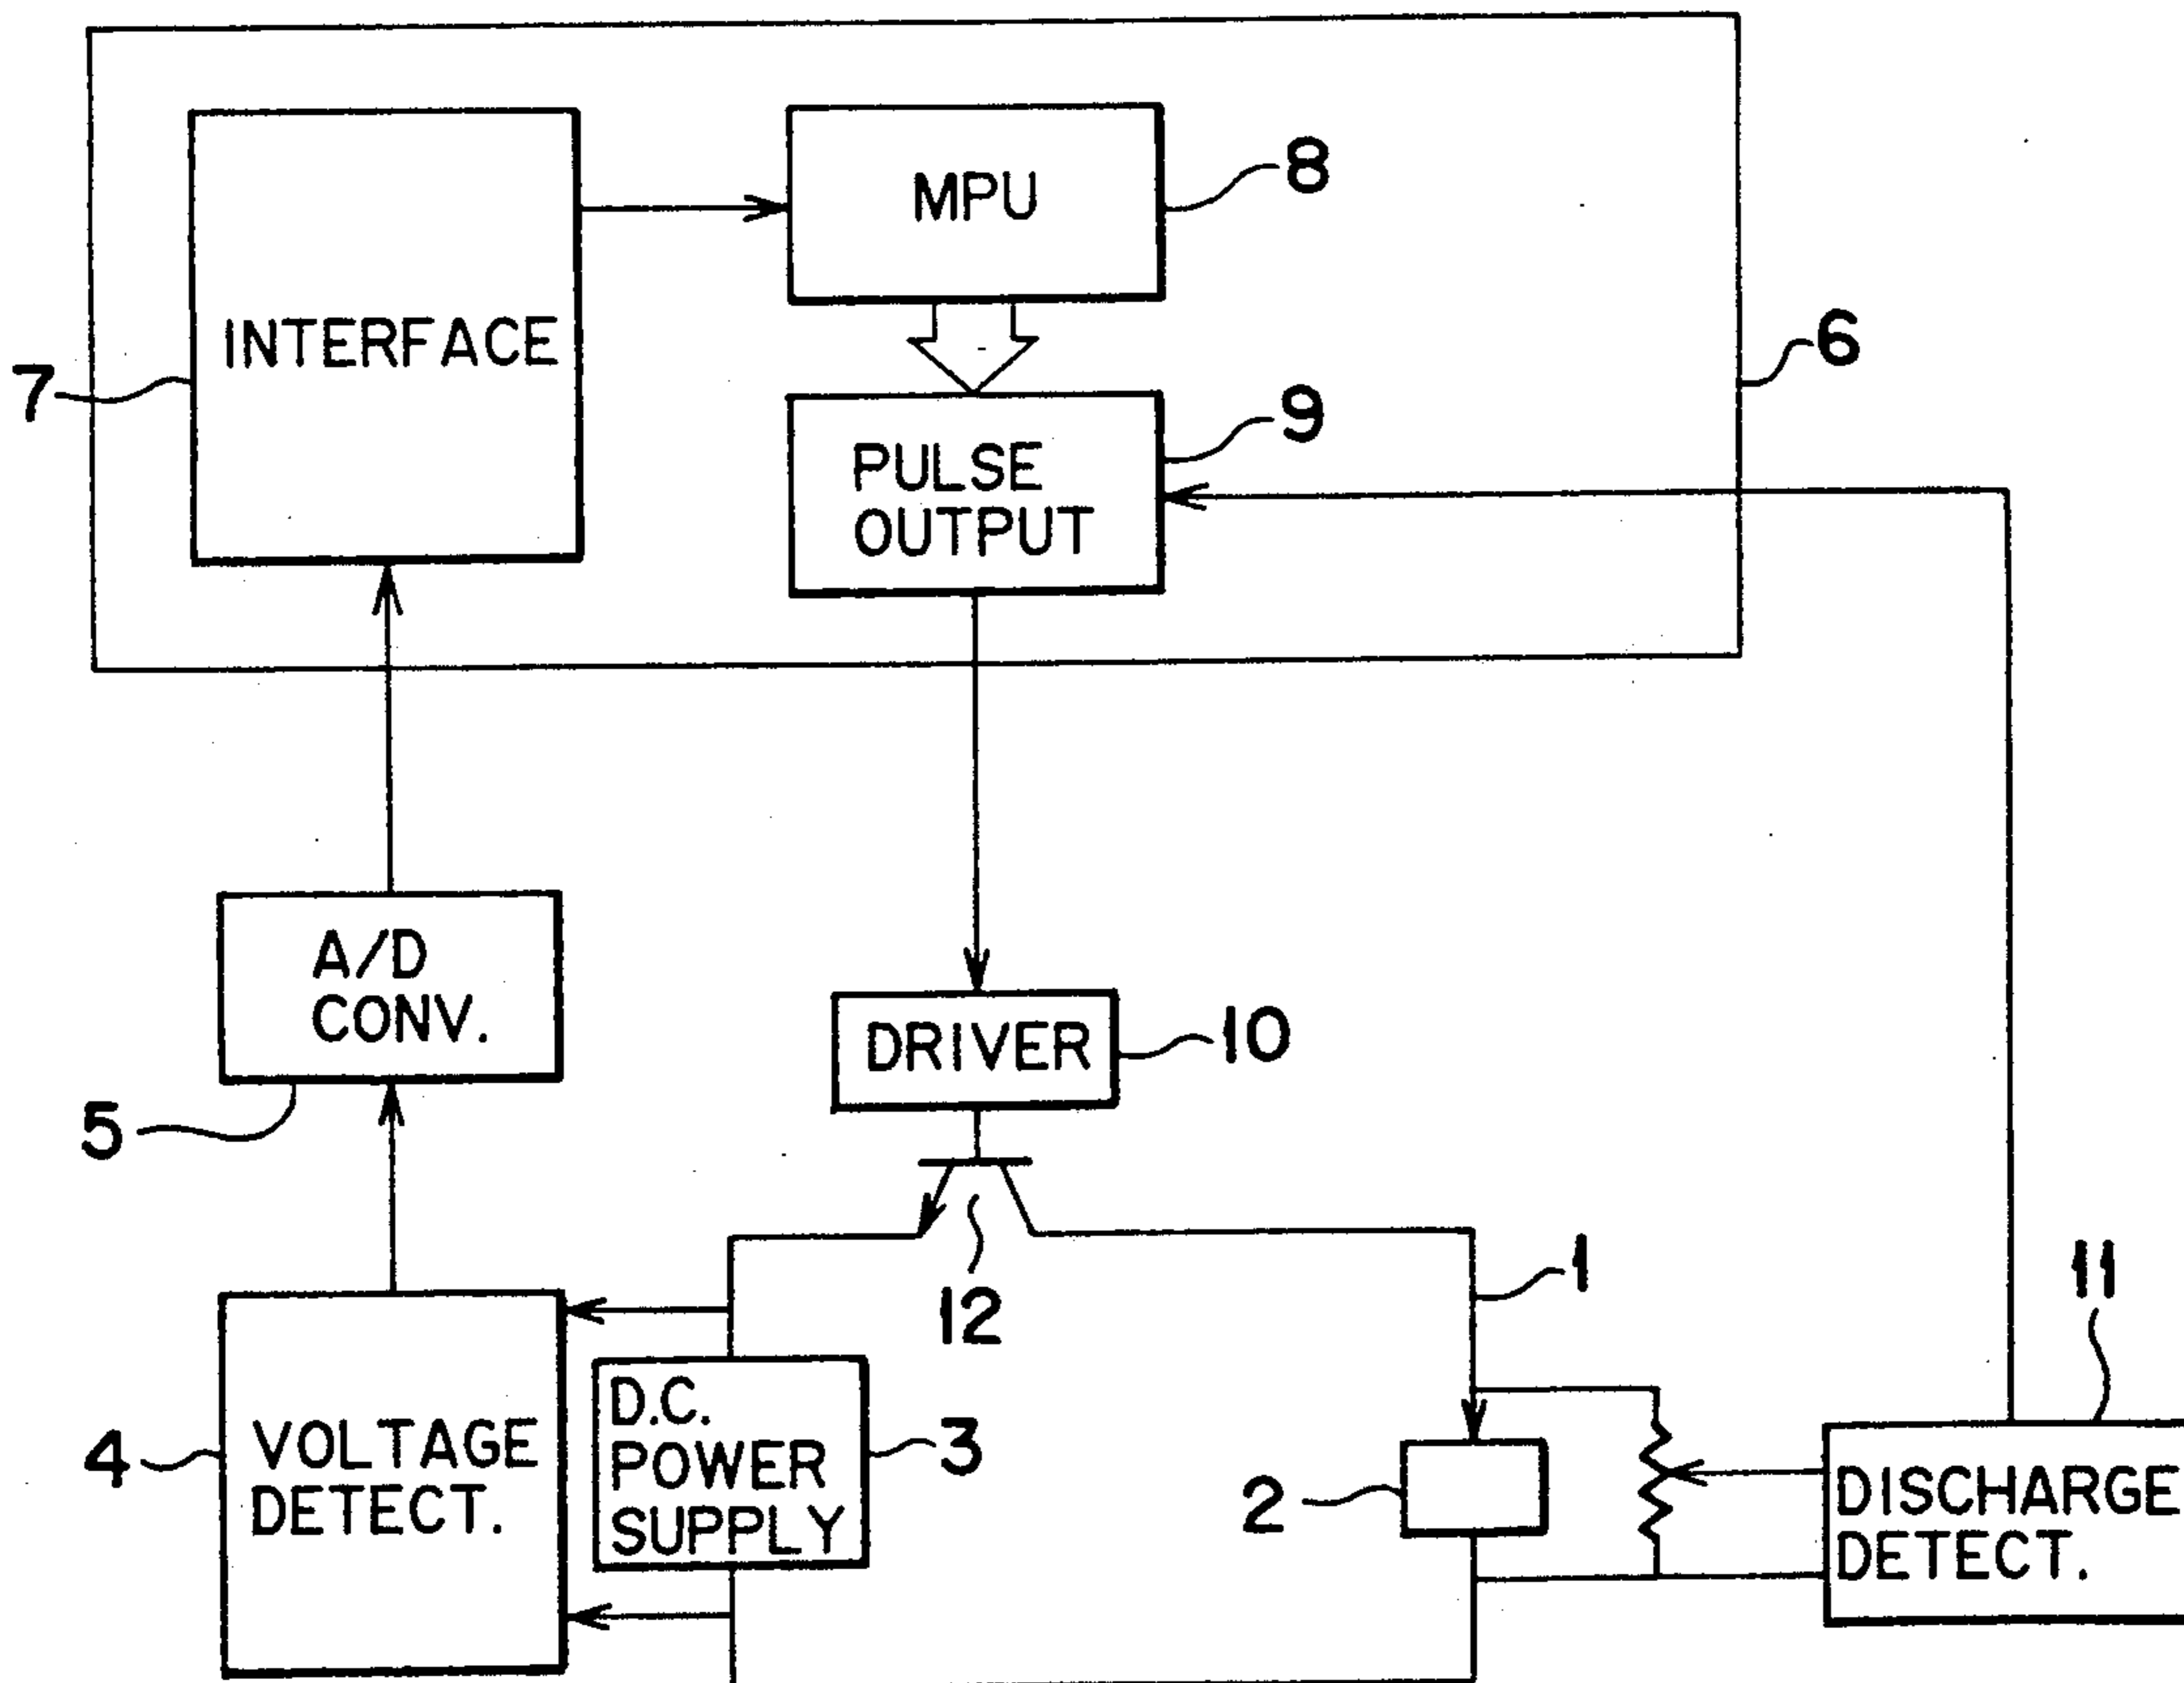 MPU
8
INTERFACE
7
6
PULSE
OUTPUT
9
A/D
CONV.
5
DRIVER
10
12
1
11
VOLTAGE
DETECT.
4
D.C.
POWER
SUPPLY
3
2
DISCHARGE
DETECT.